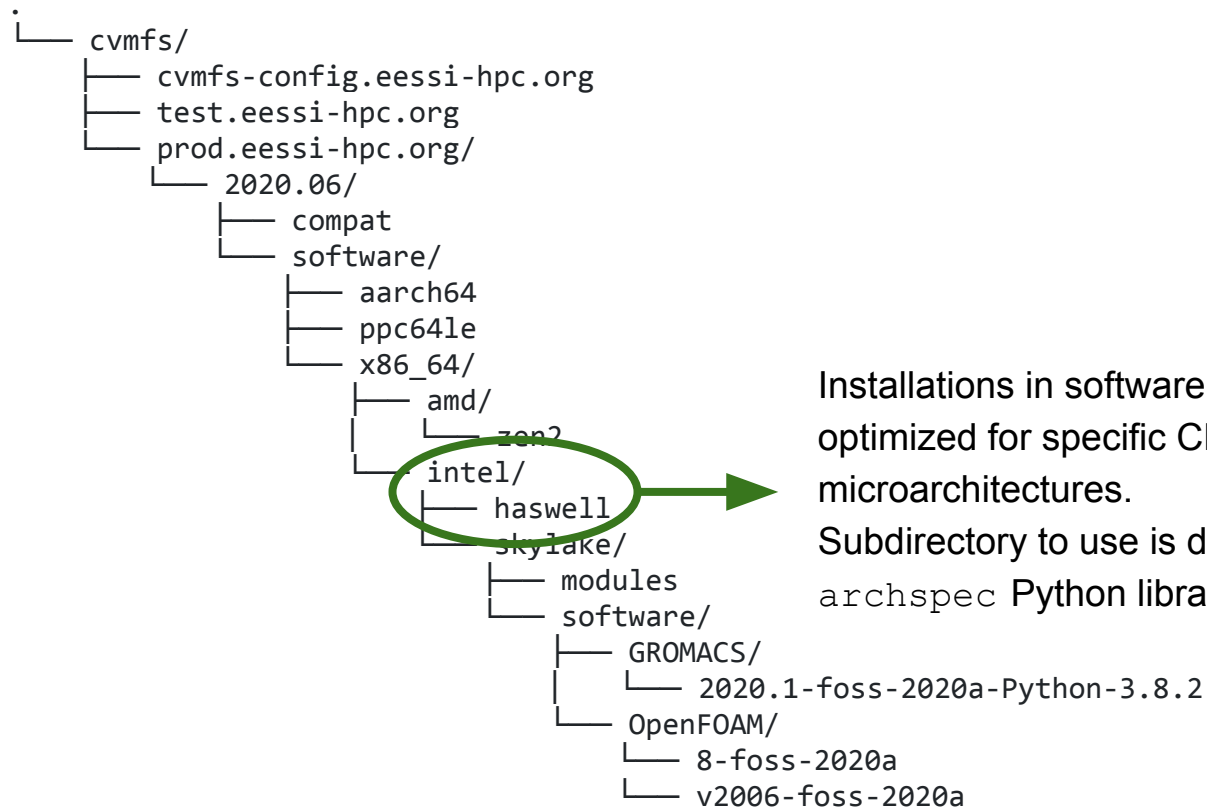 .
└── cvmfs/
├── cvmfs-config.eessi-hpc.org
├── test.eessi-hpc.org
└── prod.eessi-hpc.org/
└── 2020.06/
├── compat
└── software/
├── aarch64
├── ppc64le
└── x86_64/
├── amd/
│ └── zen2
└── intel/
├── haswell
└── skylake/
├── modules
└── software/
├── GROMACS/
│ └── 2020.1-foss-2020a-Python-3.8.2
└── OpenFOAM/
├── 8-foss-2020a
└── v2006-foss-2020a
Installations in software
optimized for specific
microarchitectures.
Subdirectory to use is
archspec Python